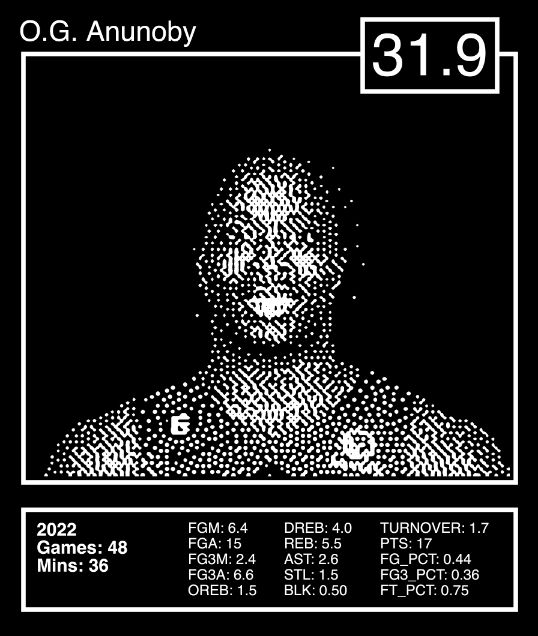 O.G. Anunoby
31.9
2022
Games: 48
Mins: 36
FGM: 6.4
FGA: 15
FG3M: 2.4
FG3A: 6.6
OREB: 1.5
DREB: 4.0
REB: 5.5
AST: 2.6
STL: 1.5
BLK: 0.50
TURNOVER: 1.7
PTS: 17
FG_PCT: 0.44
FG3_PCT: 0.36
FT_PCT: 0.75